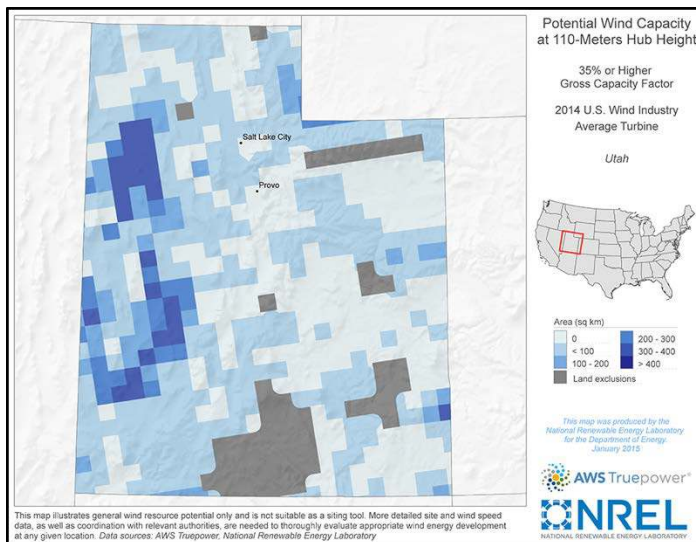 Potential Wind Capacity
at 110-Meters Hub Height
35% or Higher
Gross Capacity Factor
2014 U.S. Wind Industry
Average Turbine
Utah
Salt Lake City
Provo
Area (sq km)
0
< 100
100 - 200
200 - 300
300 - 400
> 400
Land exclusions
This map was produced by the
National Renewable Energy Laboratory
for the Department of Energy.
January 2015
AWS Truepower®
NREL
NATIONAL RENEWABLE ENERGY LABORATORY
This map illustrates general wind resource potential only and is not suitable as a siting tool. More detailed site and wind speed
data, as well as coordination with relevant authorities, are needed to thoroughly evaluate appropriate wind energy development
at any given location. Data sources: AWS Truepower, National Renewable Energy Laboratory